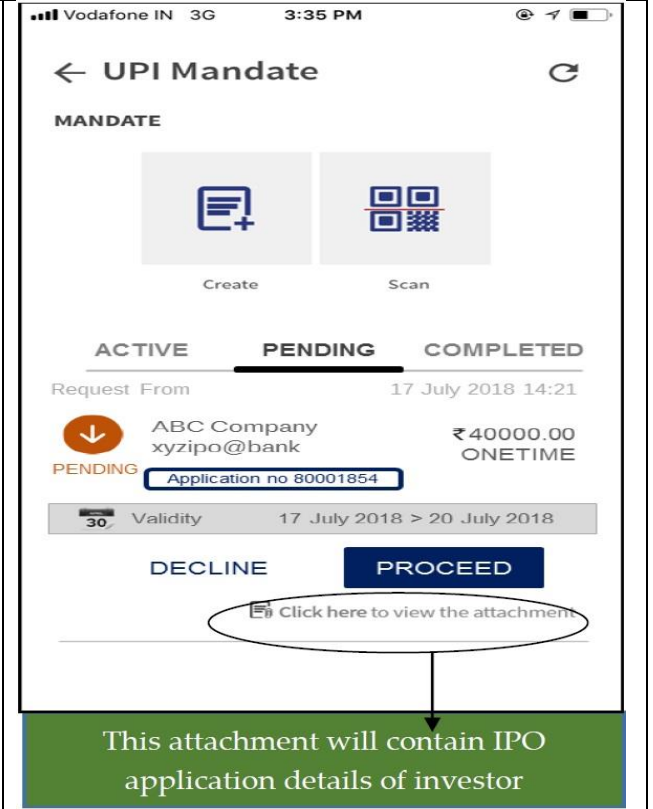 Vodafone IN 3G 3:35 PM
← UPI Mandate
MANDATE
Create Scan
ACTIVE PENDING COMPLETED
Request From 17 July 2018 14:21
ABC Company ₹40000.00
xyzipo@bank ONETIME
PENDING
Application no 80001854
30 Validity 17 July 2018 > 20 July 2018
DECLINE PROCEED
Click here to view the attachment
This attachment will contain IPO
application details of investor